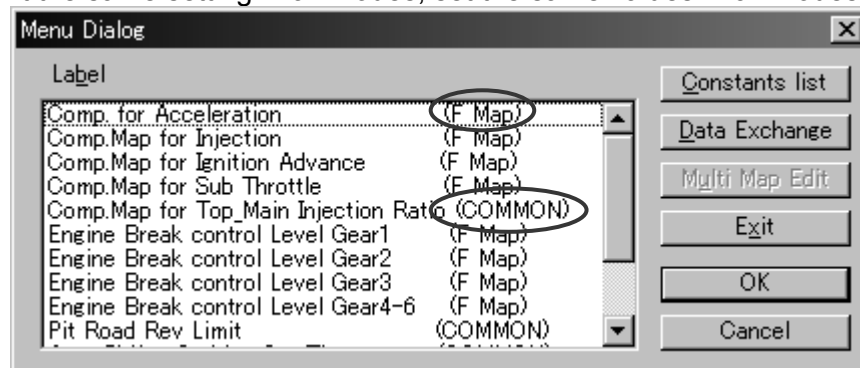 Menu Dialog
Label
Comp. for Acceleration (F Map)
Comp.Map for Injection (F Map)
Comp.Map for Ignition Advance (F Map)
Comp.Map for Sub Throttle (F Map)
Comp.Map for Top_Main Injection Ratio (COMMON)
Engine Break control Level Gear1 (F Map)
Engine Break control Level Gear2 (F Map)
Engine Break control Level Gear3 (F Map)
Engine Break control Level Gear4-6 (F Map)
Pit Road Rev Limit (COMMON)
Constants list
Data Exchange
Multi Map Edit
Exit
OK
Cancel